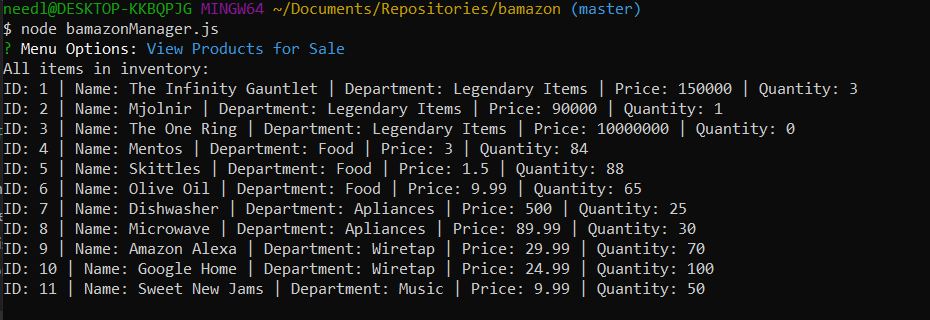 needl@DESKTOP-KKBQPJG MINGW64 ~/Documents/Repositories/bamazon (master)
$ node bamazonManager.js
? Menu Options: View Products for Sale
All items in inventory:
ID: 1 | Name: The Infinity Gauntlet | Department: Legendary Items | Price: 150000 | Quantity: 3
ID: 2 | Name: Mjolnir | Department: Legendary Items | Price: 90000 | Quantity: 1
ID: 3 | Name: The One Ring | Department: Legendary Items | Price: 10000000 | Quantity: 0
ID: 4 | Name: Mentos | Department: Food | Price: 3 | Quantity: 84
ID: 5 | Name: Skittles | Department: Food | Price: 1.5 | Quantity: 88
ID: 6 | Name: Olive Oil | Department: Food | Price: 9.99 | Quantity: 65
ID: 7 | Name: Dishwasher | Department: Apliances | Price: 500 | Quantity: 25
ID: 8 | Name: Microwave | Department: Apliances | Price: 89.99 | Quantity: 30
ID: 9 | Name: Amazon Alexa | Department: Wiretap | Price: 29.99 | Quantity: 70
ID: 10 | Name: Google Home | Department: Wiretap | Price: 24.99 | Quantity: 100
ID: 11 | Name: Sweet New Jams | Department: Music | Price: 9.99 | Quantity: 50